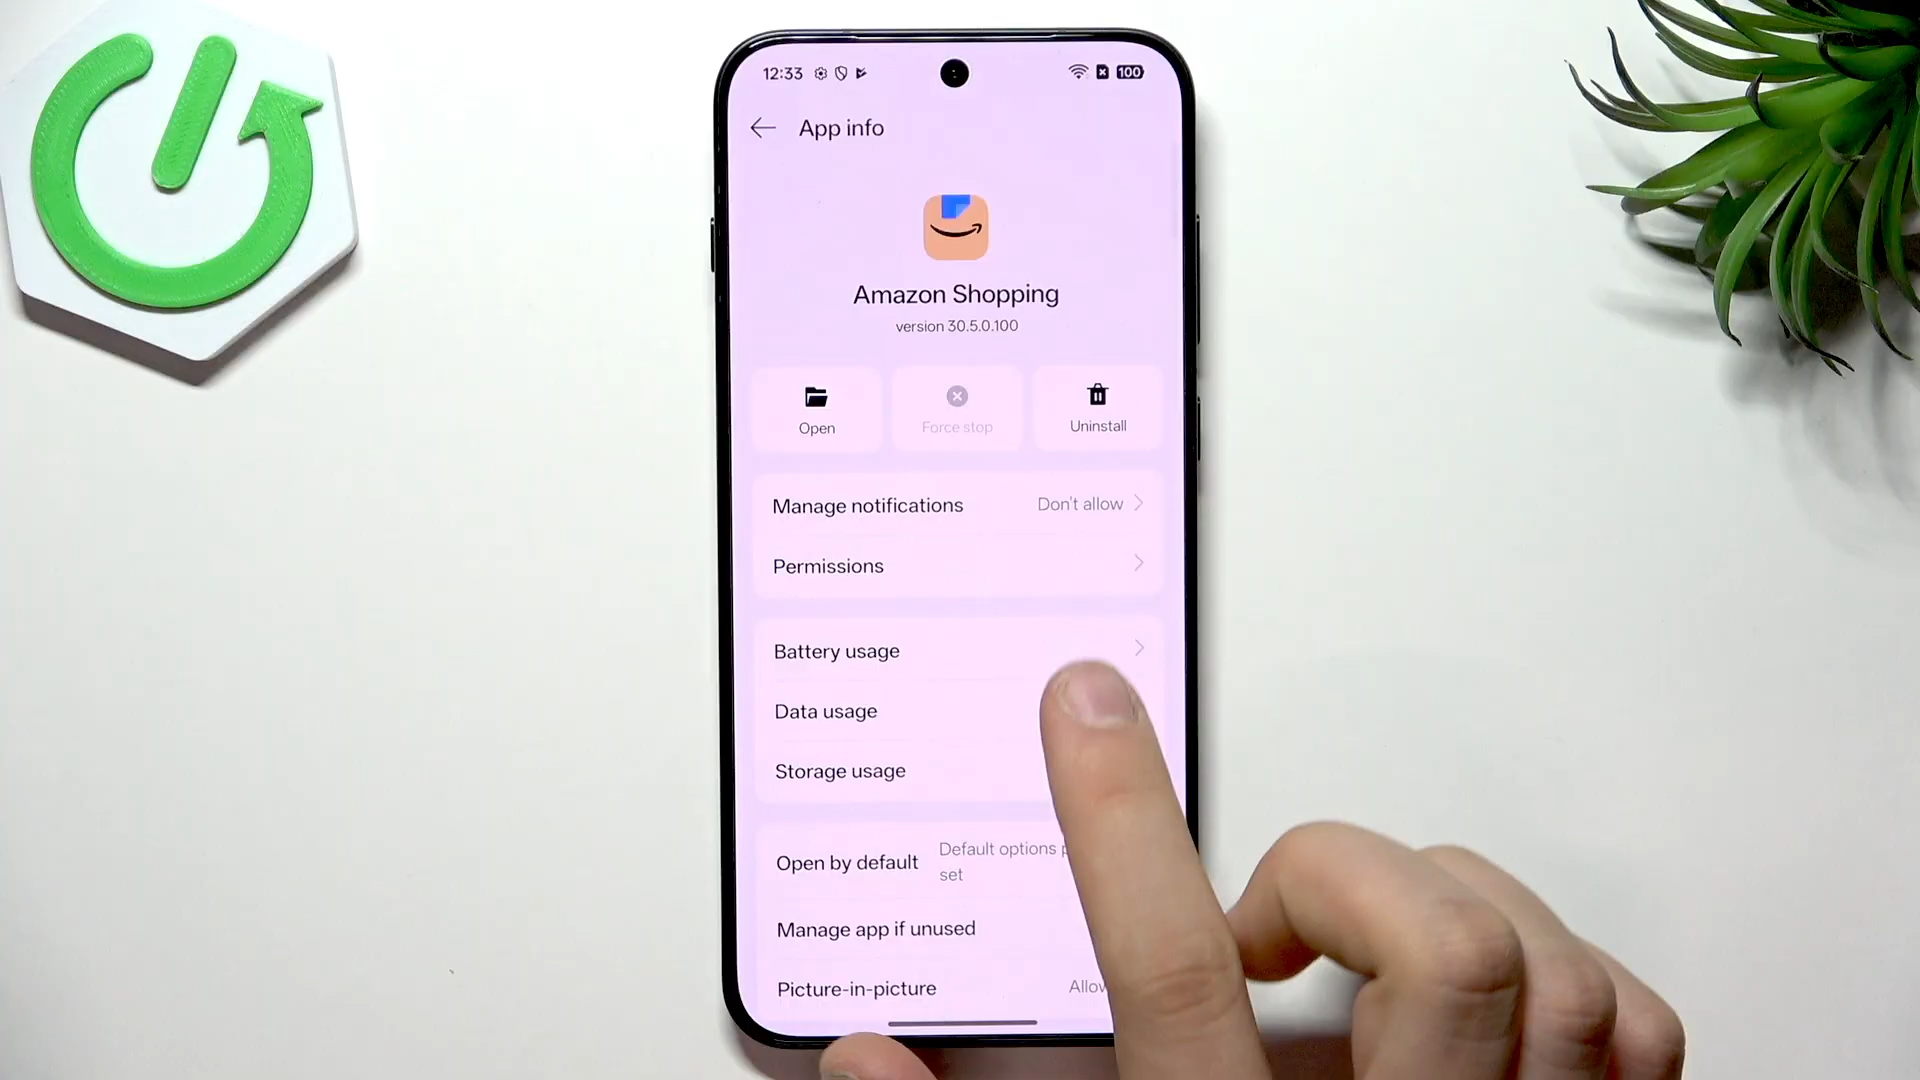 12:33
100
App info
Amazon Shopping
version 30.5.0.100
Open
Force stop
Uninstall
Manage notifications
Don't allow
Permissions
Battery usage
Data usage
Storage usage
Open by default
Default options
set
Manage app if unused
Picture-in-picture